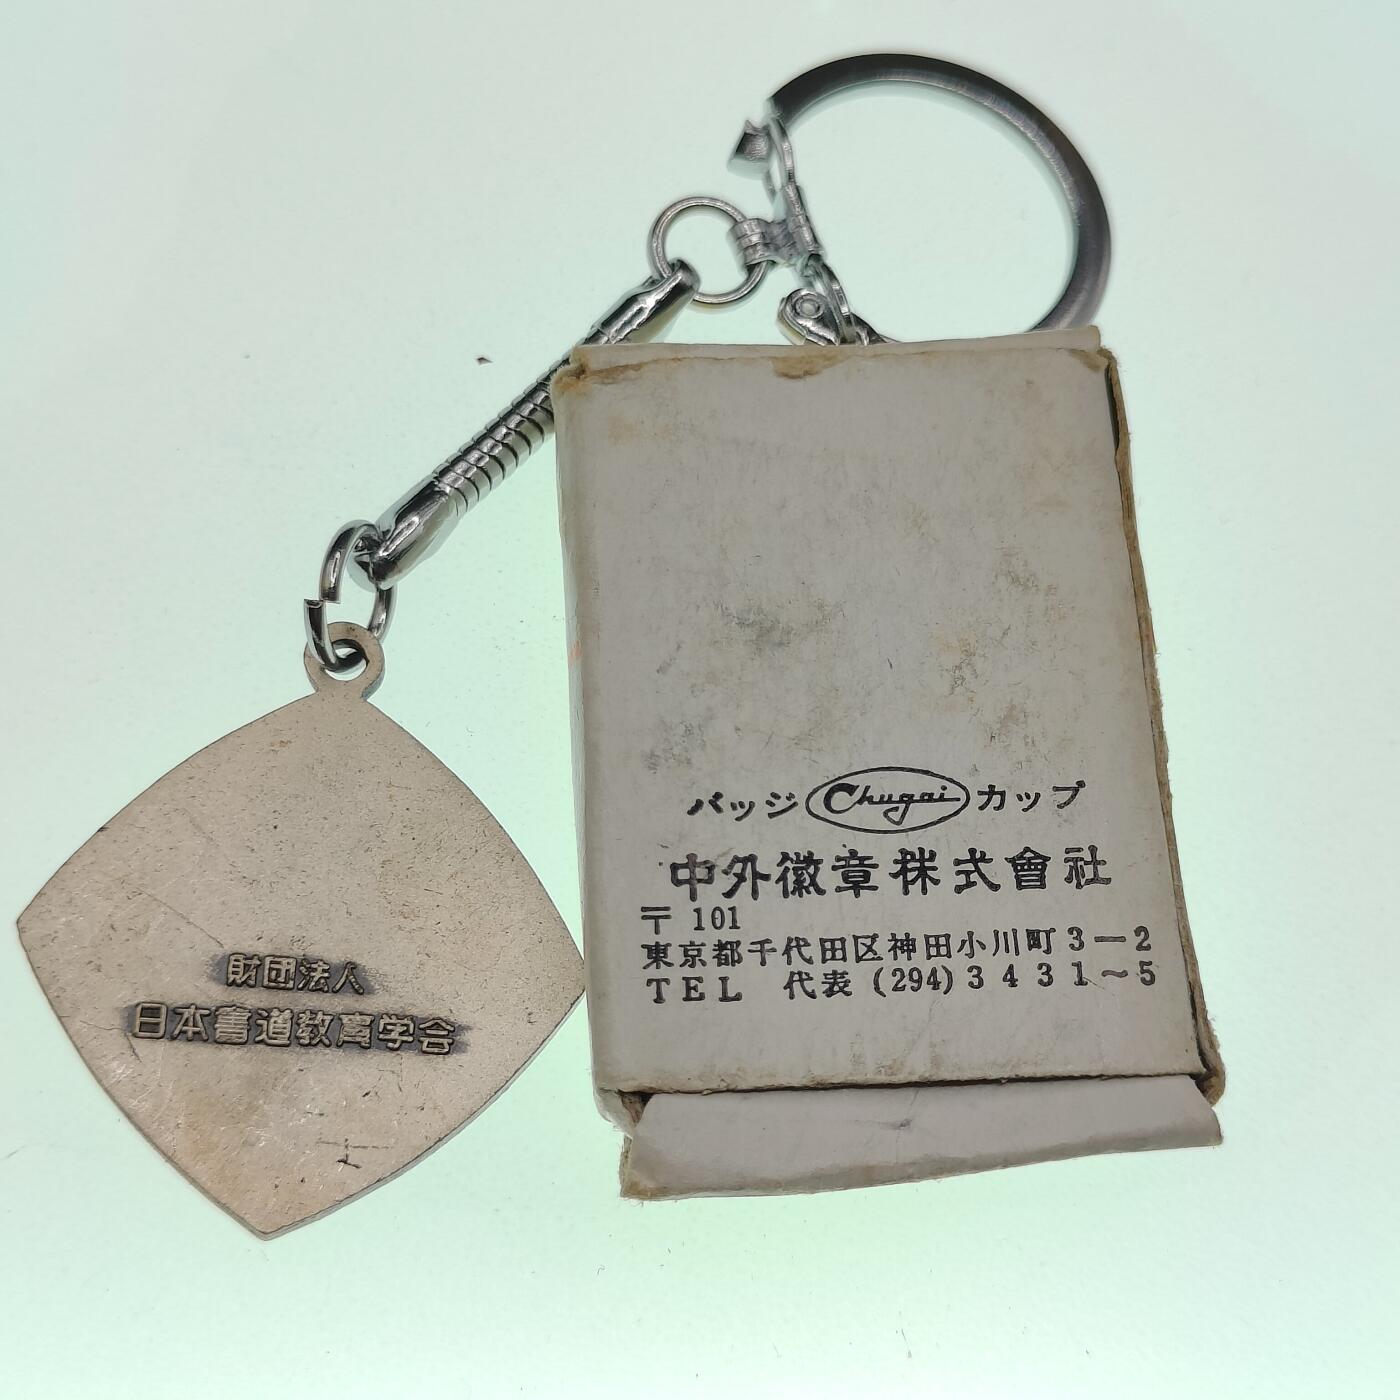 財団法人
日本書道教育学会
バッジ Chugai カップ
中外徽章株式會社
〒101
東京都千代田区神田小川町3-2
TEL 代表 (294)3431~5